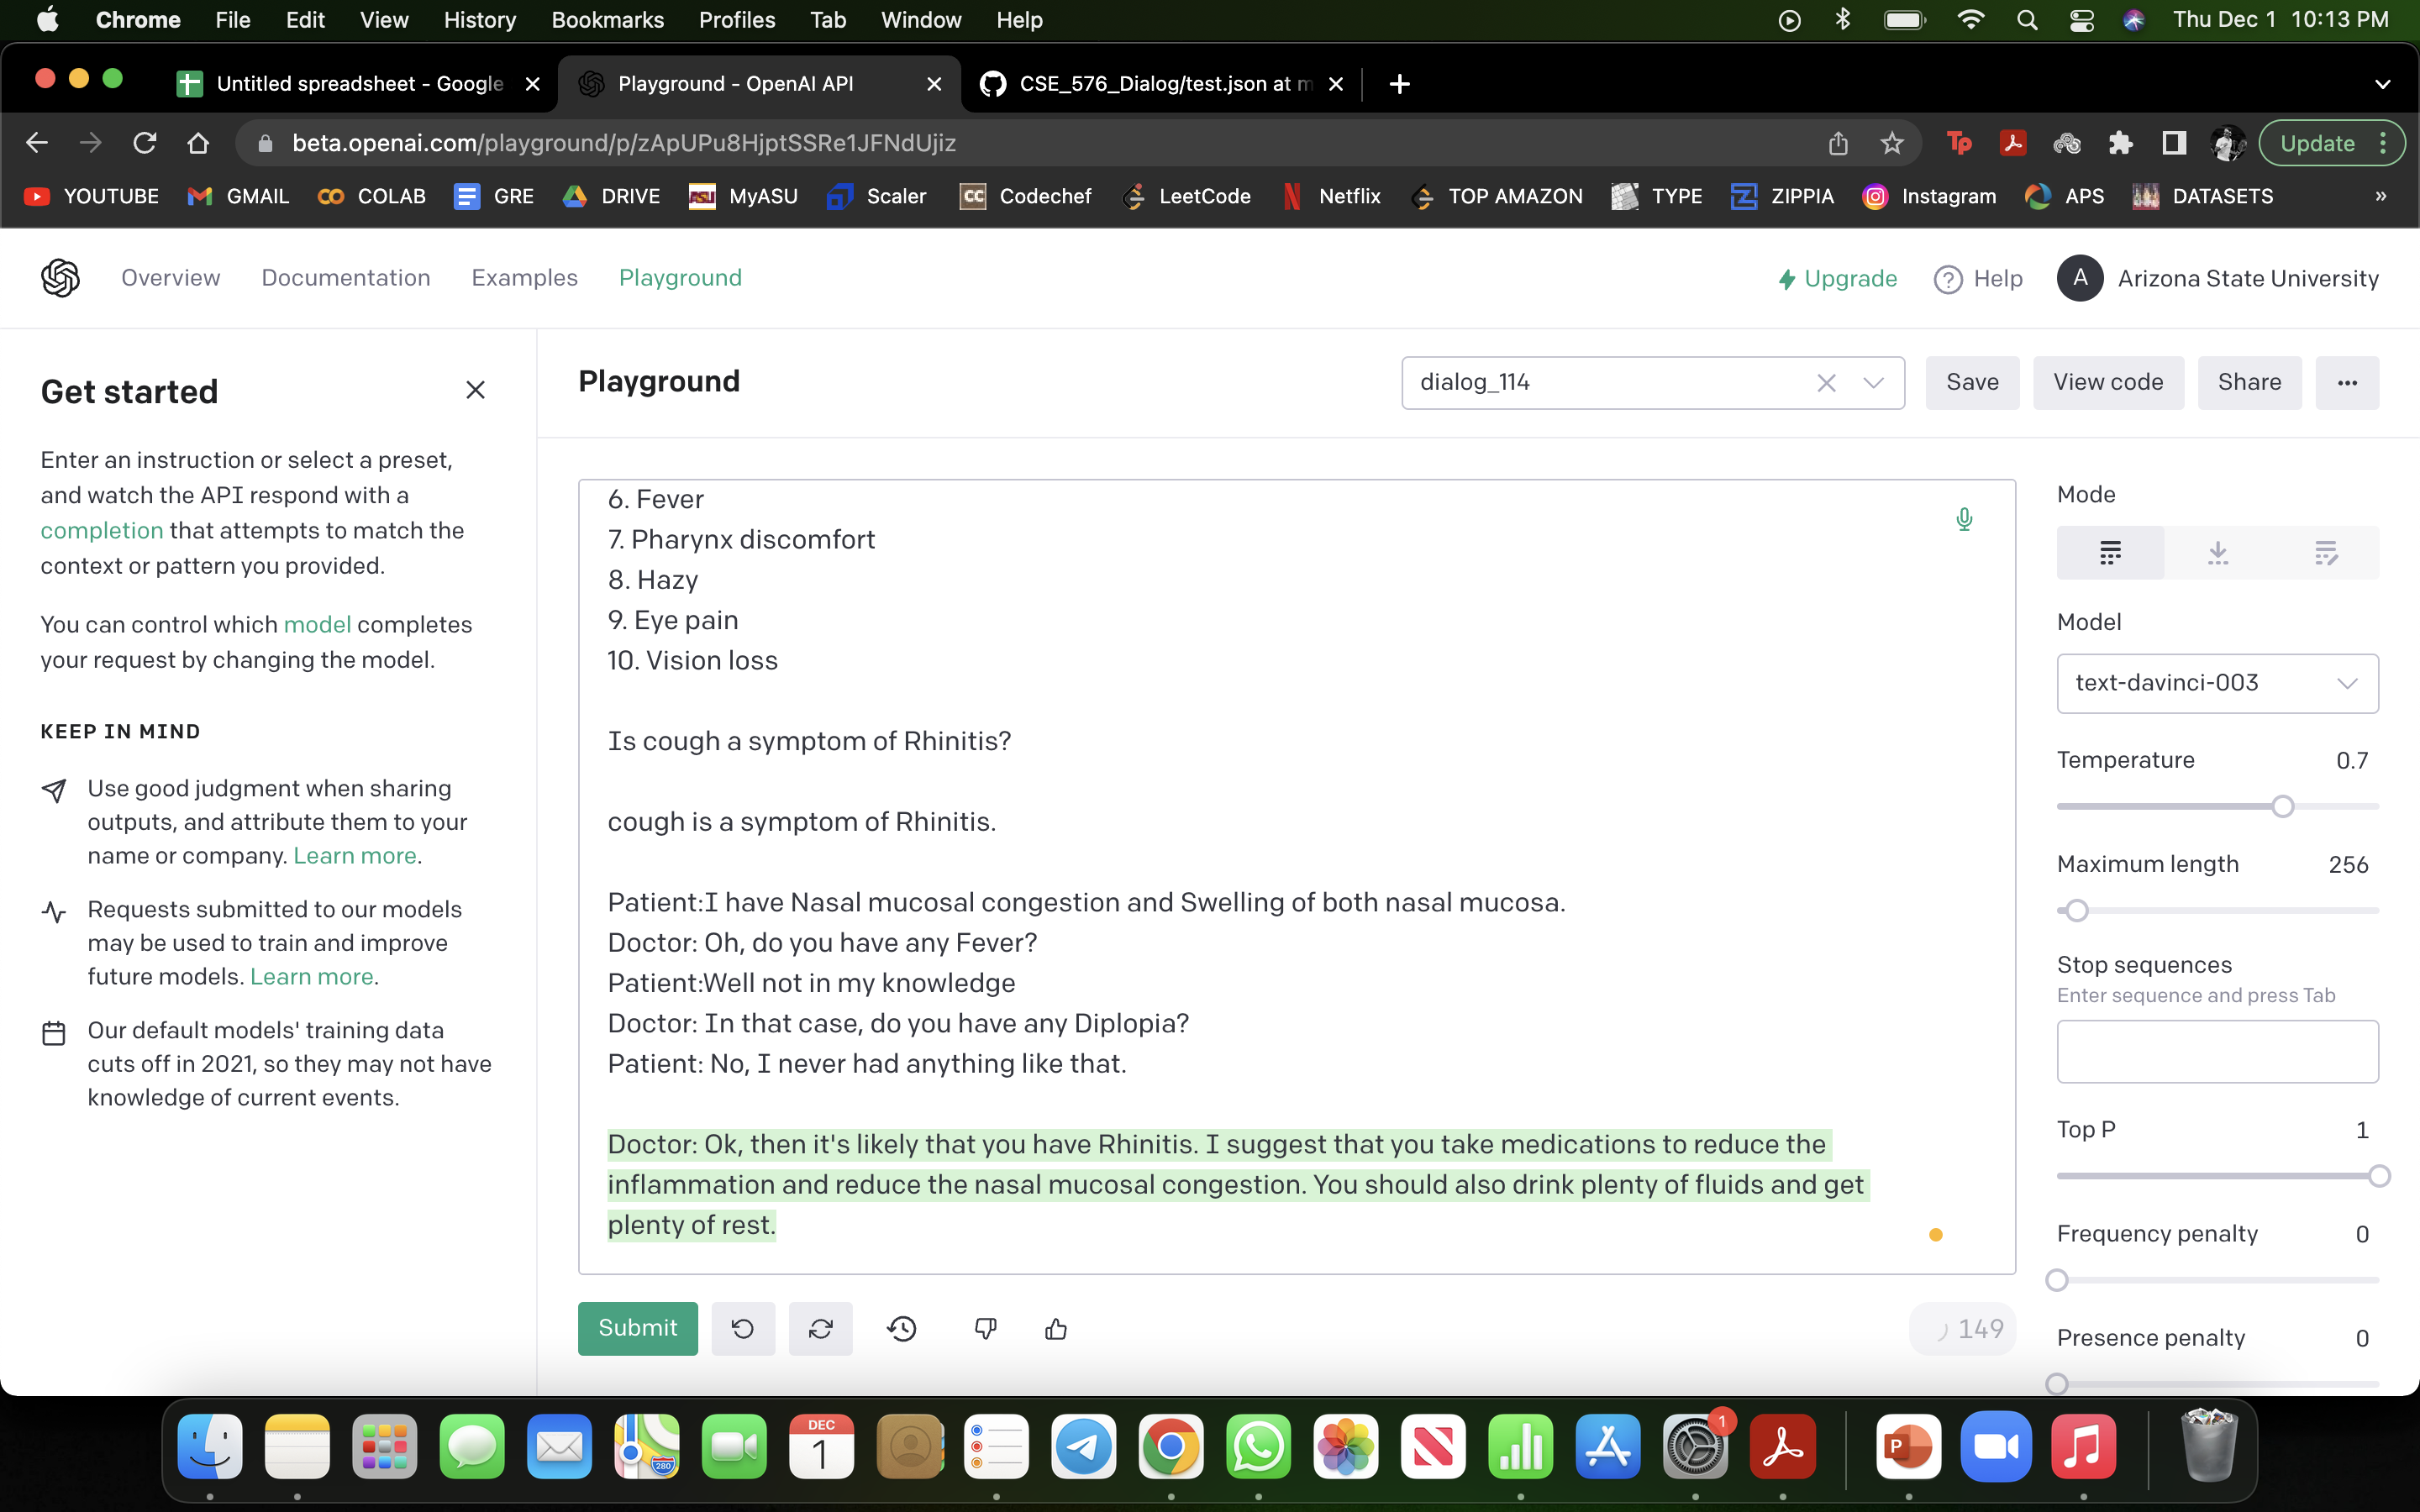 Chrome File Edit View History Bookmarks Profiles Tab Window Help Thu Dec 1 10:13 PM
Untitled spreadsheet - Google Playground - OpenAI API CSE_576_Dialog/test.json at m
beta.openai.com/playground/p/zApUPu8HjptSSRe1JFNdUjiz Tp Update
YOUTUBE GMAIL COLAB GRE DRIVE MyASU Scaler CC Codechef LeetCode Netflix TOP AMAZON TYPE ZIPPIA Instagram APS DATASETS »
Overview Documentation Examples Playground Upgrade ? Help A Arizona State University
Get started
Enter an instruction or select a preset,
and watch the API respond with a
completion that attempts to match the
context or pattern you provided.
You can control which model completes
your request by changing the model.
KEEP IN MIND
Use good judgment when sharing
outputs, and attribute them to your
name or company. Learn more.
Requests submitted to our models
may be used to train and improve
future models. Learn more.
Our default models' training data
cuts off in 2021, so they may not have
knowledge of current events.
Playground dialog_114 Save View code Share ...
6. Fever
7. Pharynx discomfort
8. Hazy
9. Eye pain
10. Vision loss
Is cough a symptom of Rhinitis?
cough is a symptom of Rhinitis.
Patient:I have Nasal mucosal congestion and Swelling of both nasal mucosa.
Doctor: Oh, do you have any Fever?
Patient:Well not in my knowledge
Doctor: In that case, do you have any Diplopia?
Patient: No, I never had anything like that.
Doctor: Ok, then it's likely that you have Rhinitis. I suggest that you take medications to reduce the
inflammation and reduce the nasal mucosal congestion. You should also drink plenty of fluids and get
plenty of rest.
Submit 149
Mode
Model
text-davinci-003
Temperature 0.7
Maximum length 256
Stop sequences
Enter sequence and press Tab
Top P 1
Frequency penalty 0
Presence penalty 0
280 DEC 1 1 P